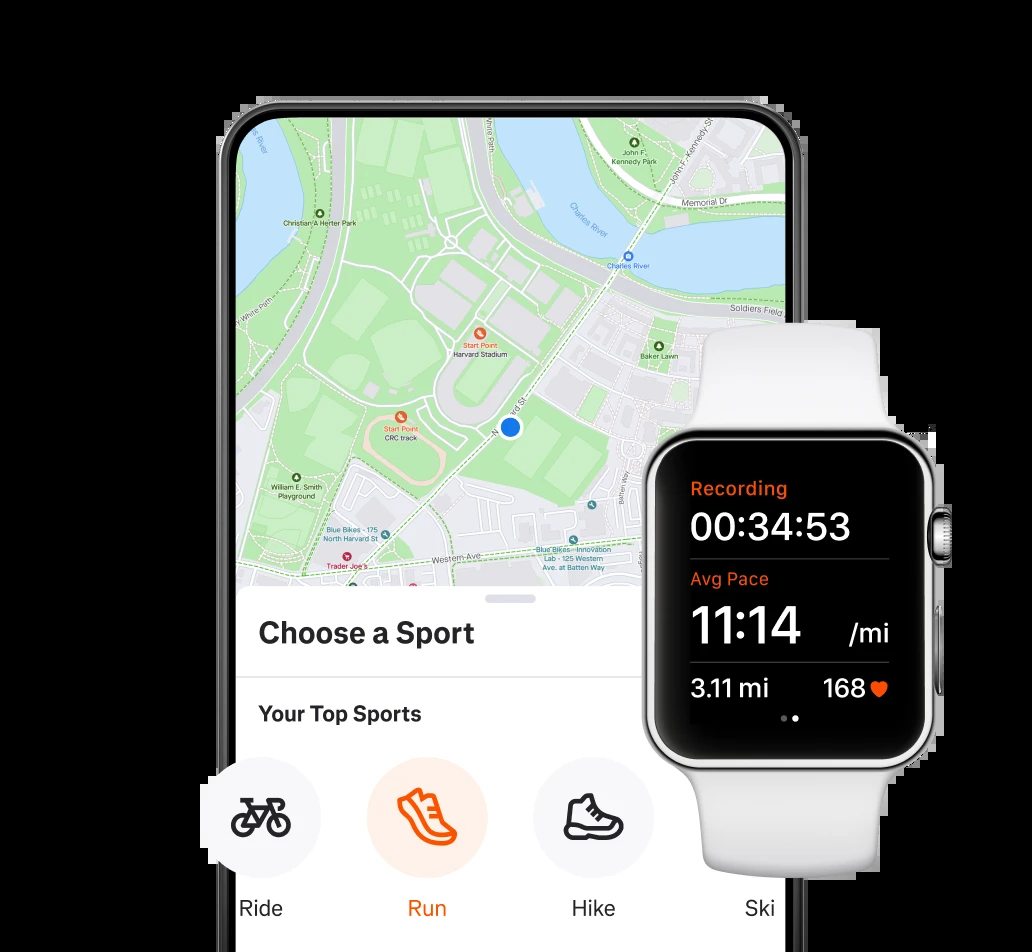 River
White Path
John F.
Kennedy Park
John F. Kennedy St
Memorial Dr
Christian A Herter Park
Charles River
Charles River
White Path
Soldiers Field
Start Point
Harvard Stadium
Baker Lawn
Start Point
CRC track
William E. Smith
Playground
Batten Way
Blue Bikes - 175
North Harvard St
Trader Joe's
Western Ave
Blue Bikes - Innovation
Lab - 125 Western
Ave. at Batten Way
Recording
00:34:53
Avg Pace
11:14 /mi
3.11 mi 168
Choose a Sport
Your Top Sports
Ride
Run
Hike
Ski